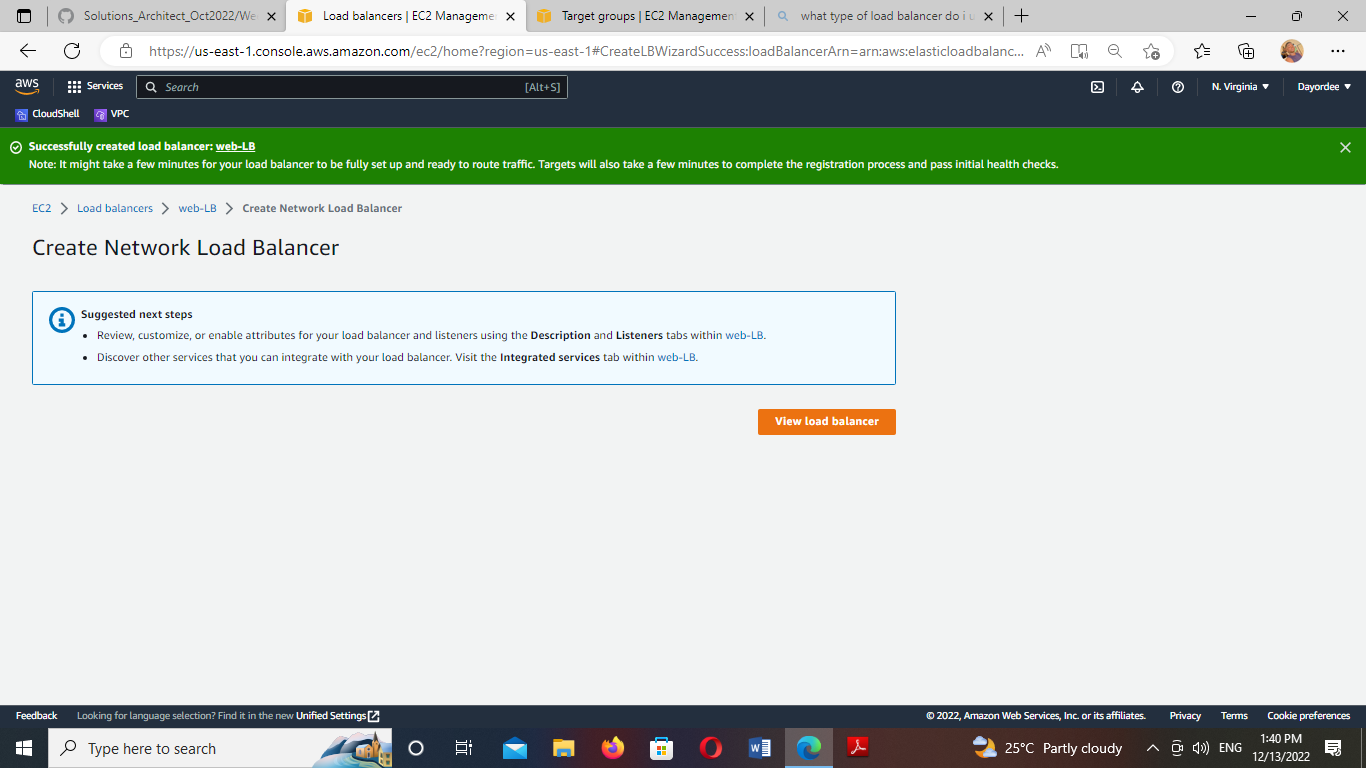 Solutions_Architect_Oct2022/We
Load balancers | EC2 Manageme
Target groups | EC2 Management
what type of load balancer do i u
https://us-east-1.console.aws.amazon.com/ec2/home?region=us-east-1#CreateLBWizardSuccess:loadBalancerArn=arn:aws:elasticloadbalanc...
aws
Services
Search
[Alt+S]
N. Virginia
Dayordee
CloudShell
VPC
Successfully created load balancer: web-LB
Note: It might take a few minutes for your load balancer to be fully set up and ready to route traffic. Targets will also take a few minutes to complete the registration process and pass initial health checks.
EC2 > Load balancers > web-LB > Create Network Load Balancer
Create Network Load Balancer
Suggested next steps
• Review, customize, or enable attributes for your load balancer and listeners using the Description and Listeners tabs within web-LB.
• Discover other services that you can integrate with your load balancer. Visit the Integrated services tab within web-LB.
View load balancer
Feedback
Looking for language selection? Find it in the new Unified Settings
© 2022, Amazon Web Services, Inc. or its affiliates.
Privacy
Terms
Cookie preferences
Type here to search
25°C Partly cloudy
ENG
1:40 PM
12/13/2022